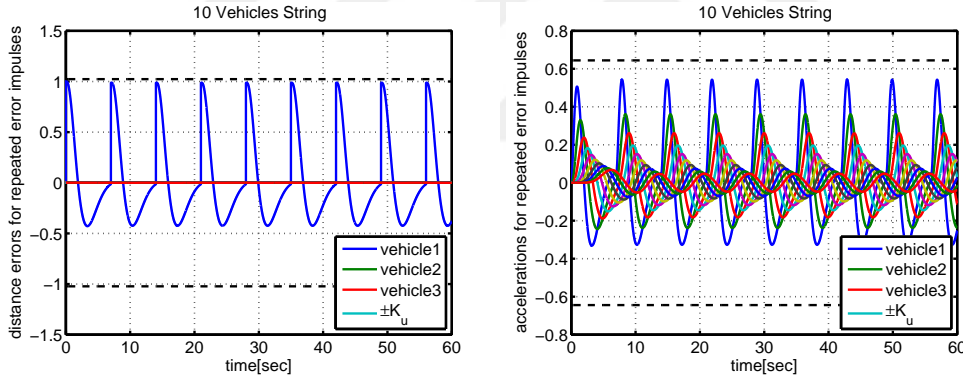 10 Vehicles String
distance errors for repeated error impulses
1.5
1
0.5
0
−0.5
−1
−1.5
0 10 20 30 40 50 60
time[sec]
vehicle1
vehicle2
vehicle3
±K_u
10 Vehicles String
accelerations for repeated error impulses
0.8
0.6
0.4
0.2
0
−0.2
−0.4
−0.6
−0.8
0 10 20 30 40 50 60
time[sec]
vehicle1
vehicle2
vehicle3
±K_u